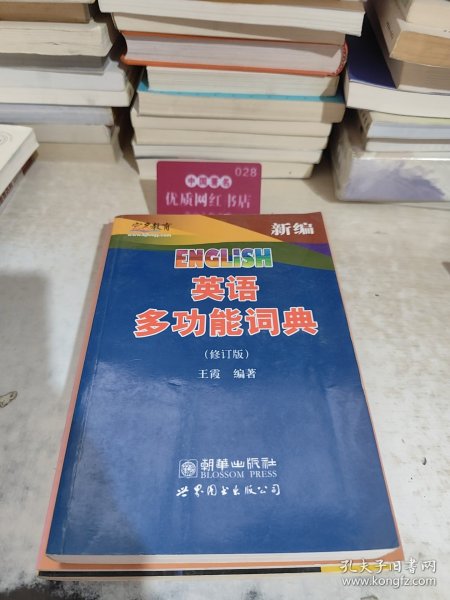 028
中国著名
优质网红书店
新编
ENGLISH
英语
多功能词典
(修订版)
王霞 编著
朝華出版社
BLOSSOM PRESS
世界图书出版公司
孔夫子旧书网
www.kongfz.com